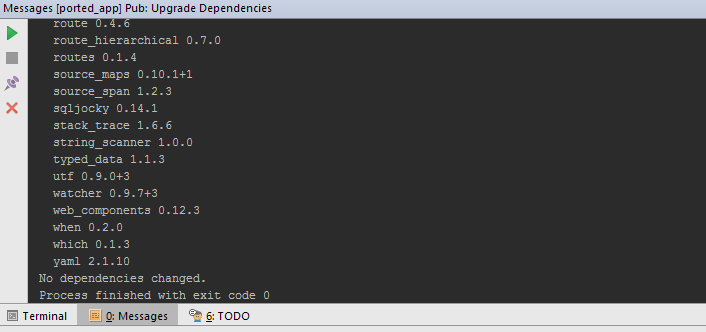 Messages [ported_app] Pub: Upgrade Dependencies
route 0.4.6
route_hierarchical 0.7.0
routes 0.1.4
source_maps 0.10.1+1
source_span 1.2.3
sqljocky 0.14.1
stack_trace 1.6.6
string_scanner 1.0.0
typed_data 1.1.3
utf 0.9.0+3
watcher 0.9.7+3
web_components 0.12.3
when 0.2.0
which 0.1.3
yaml 2.1.10
No dependencies changed.
Process finished with exit code 0
Terminal 0: Messages 6: TODO